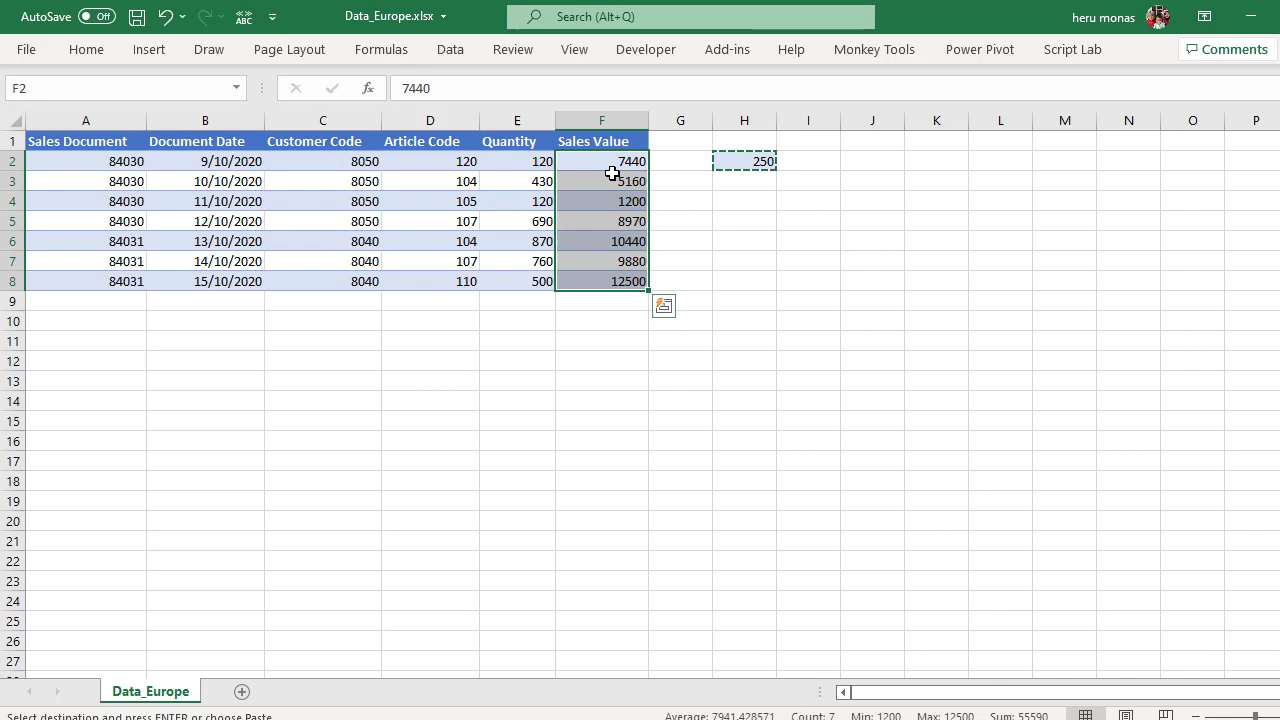 AutoSave Off ABC Data_Europe.xlsx Search (Alt+Q) heru monas
File Home Insert Draw Page Layout Formulas Data Review View Developer Add-ins Help Monkey Tools Power Pivot Script Lab Comments
F2 fx 7440
A B C D E F G H I J K L M N O P
1 Sales Document Document Date Customer Code Article Code Quantity Sales Value
2 84030 9/10/2020 8050 120 120 7440 250
3 84030 10/10/2020 8050 104 430 5160
4 84030 11/10/2020 8050 105 120 1200
5 84030 12/10/2020 8050 107 690 8970
6 84031 13/10/2020 8040 104 870 10440
7 84031 14/10/2020 8040 107 760 9880
8 84031 15/10/2020 8040 110 500 12500
9
10
11
12
13
14
15
16
17
18
19
20
21
22
23
24
25
26
27
Data_Europe
Select destination and press ENTER or choose Paste Average: 7941.428571 Count: 7 Min: 1200 Max: 12500 Sum: 55590